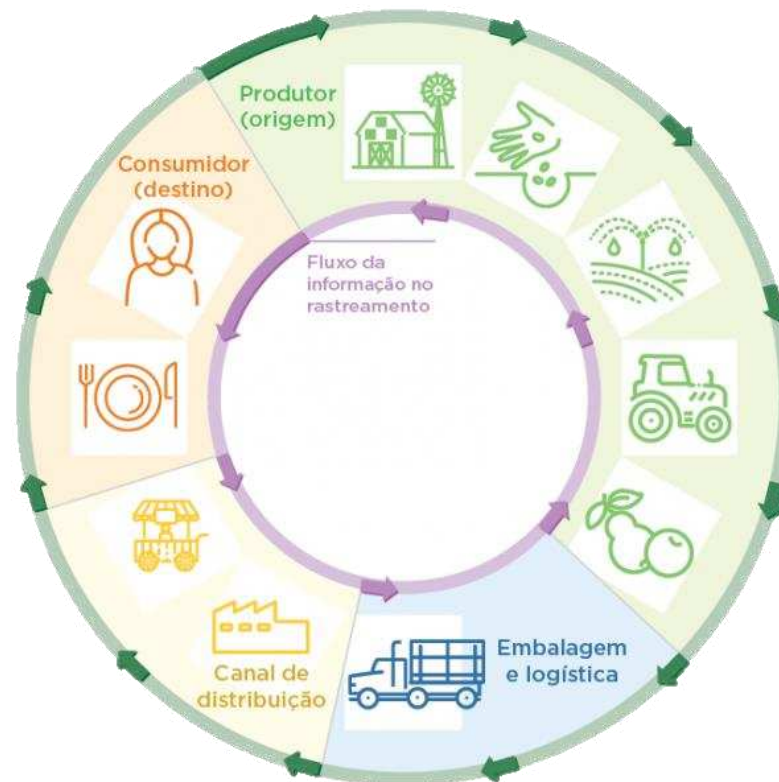 Produtor
(origem)
Consumidor
(destino)
Fluxo da
informação no
rastreamento
Embalagem
e logística
Canal de
distribuição